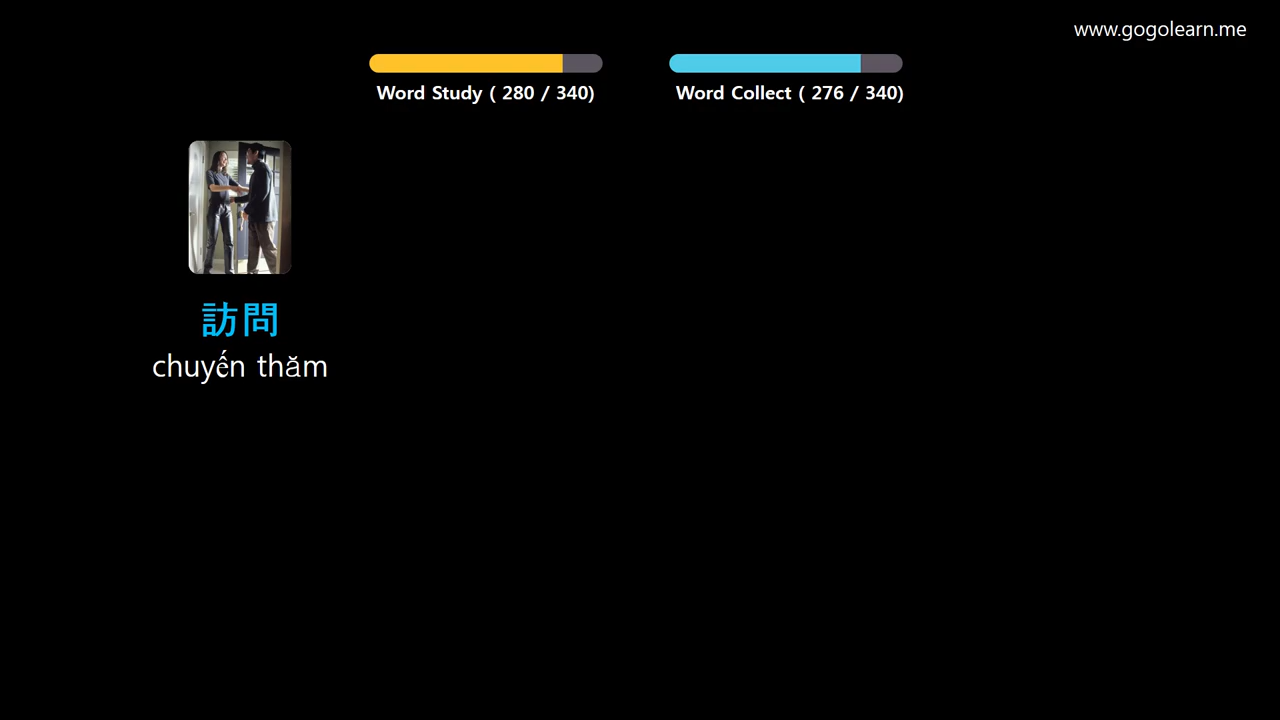 www.gogolearn.me
Word Study ( 280 / 340)
Word Collect ( 276 / 340)
訪問
chuyến thăm